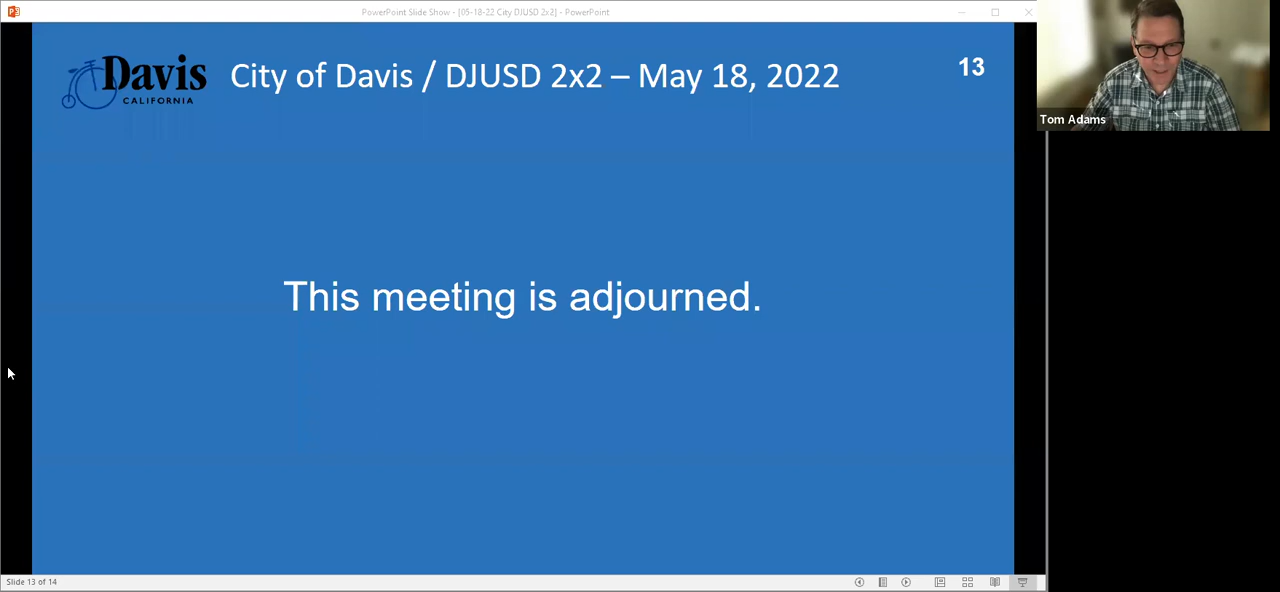 PowerPoint Slide Show - [05-18-22 City DJUSD 2x2] - PowerPoint
Davis
CALIFORNIA
City of Davis / DJUSD 2x2 – May 18, 2022
13
Tom Adams
This meeting is adjourned.
Slide 13 of 14